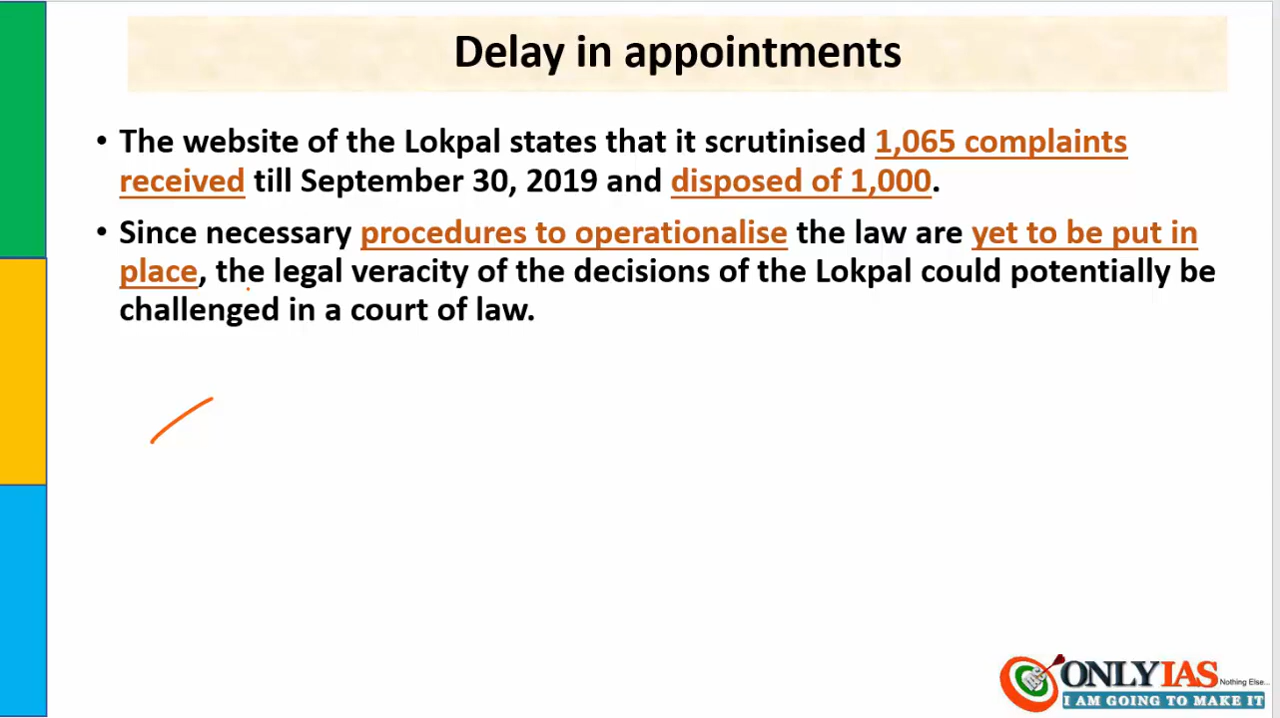 Delay in appointments
• The website of the Lokpal states that it scrutinised 1,065 complaints
received till September 30, 2019 and disposed of 1,000.
• Since necessary procedures to operationalise the law are yet to be put in
place, the legal veracity of the decisions of the Lokpal could potentially be
challenged in a court of law.
ONLYIAS Nothing Else...
I AM GOING TO MAKE IT